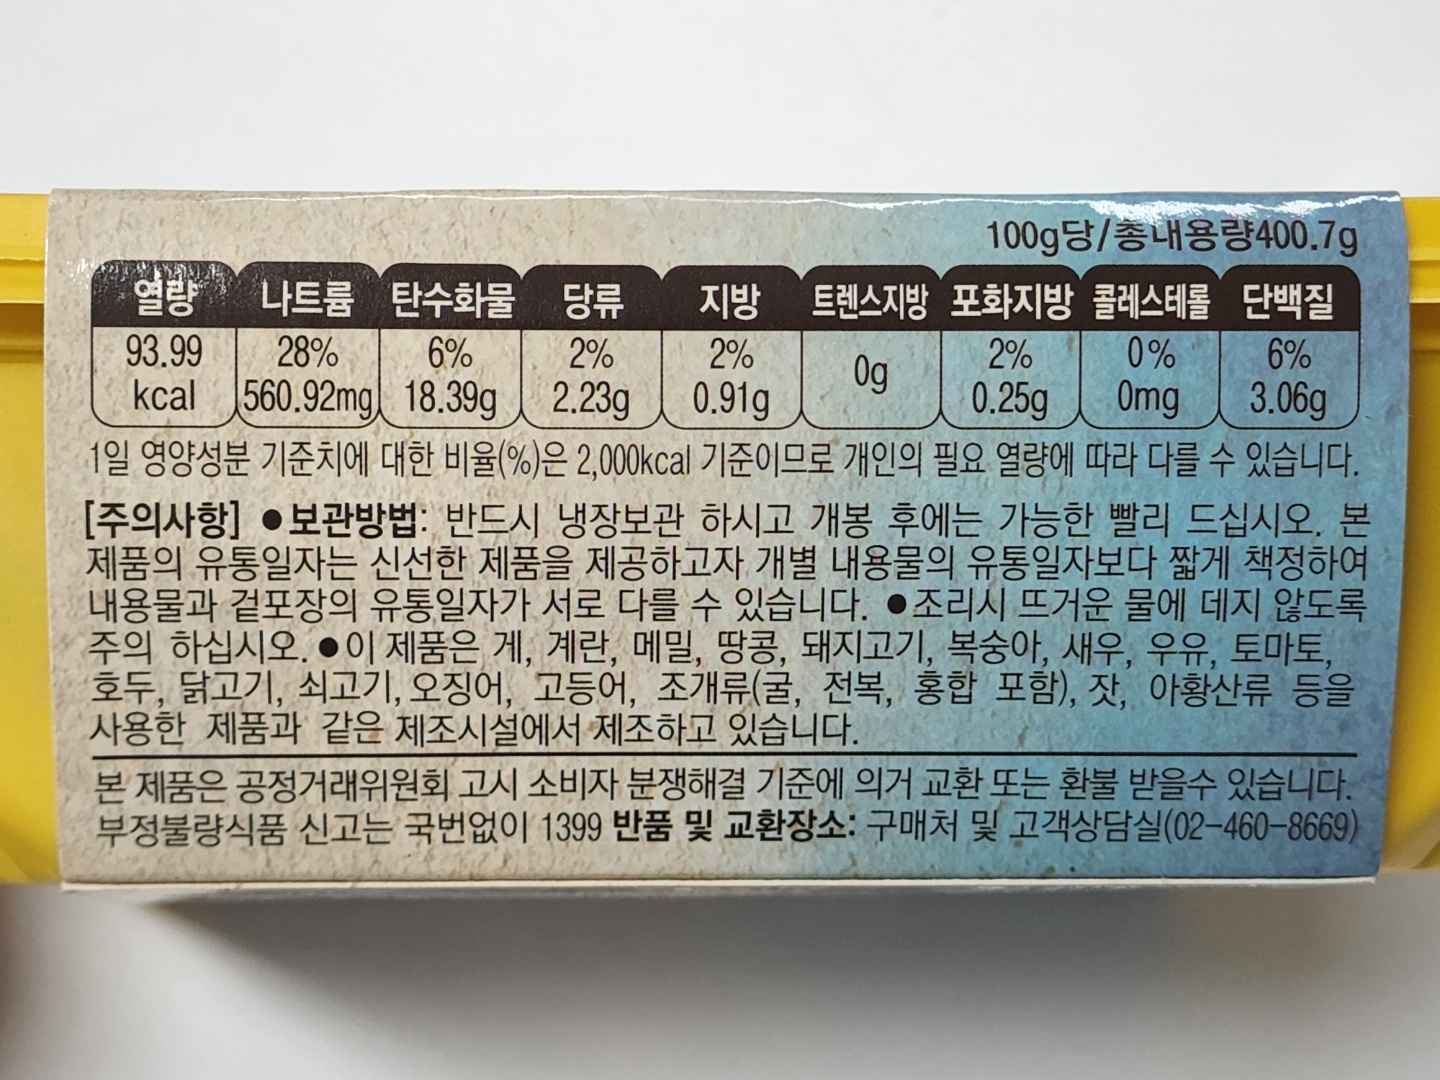 100g당/총내용량400.7g
열량 나트륨 탄수화물 당류 지방 트렌스지방 포화지방 콜레스테롤 단백질
93.99 28% 6% 2% 2% 0g 2% 0% 6%
kcal 560.92mg 18.39g 2.23g 0.91g 0.25g 0mg 3.06g
1일 영양성분 기준치에 대한 비율(%)은 2,000kcal 기준이므로 개인의 필요 열량에 따라 다를 수 있습니다.
[주의사항] ●보관방법: 반드시 냉장보관 하시고 개봉 후에는 가능한 빨리 드십시오. 본
제품의 유통일자는 신선한 제품을 제공하고자 개별 내용물의 유통일자보다 짧게 책정하여
내용물과 겉포장의 유통일자가 서로 다를 수 있습니다. ●조리시 뜨거운 물에 데지 않도록
주의 하십시오. ●이 제품은 게, 계란, 메밀, 땅콩, 돼지고기, 복숭아, 새우, 우유, 토마토,
호두, 닭고기, 쇠고기, 오징어, 고등어, 조개류(굴, 전복, 홍합 포함), 잣, 아황산류 등을
사용한 제품과 같은 제조시설에서 제조하고 있습니다.
본 제품은 공정거래위원회 고시 소비자 분쟁해결 기준에 의거 교환 또는 환불 받을수 있습니다.
부정불량식품 신고는 국번없이 1399 반품 및 교환장소: 구매처 및 고객상담실(02-460-8669)